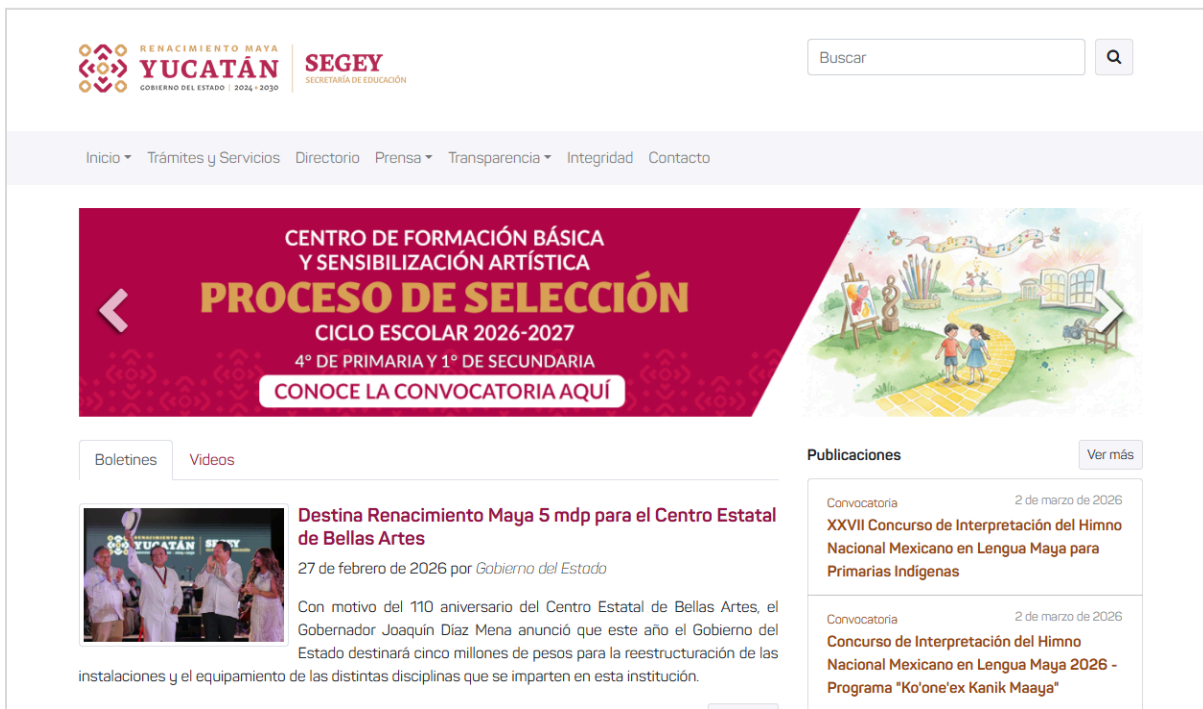 RENACIMIENTO MAYA
YUCATÁN
GOBIERNO DEL ESTADO | 2024 - 2030
SEGEY
SECRETARÍA DE EDUCACIÓN
Buscar
Inicio Trámites y Servicios Directorio Prensa Transparencia Integridad Contacto
CENTRO DE FORMACIÓN BÁSICA
Y SENSIBILIZACIÓN ARTÍSTICA
PROCESO DE SELECCIÓN
CICLO ESCOLAR 2026-2027
4° DE PRIMARIA Y 1° DE SECUNDARIA
CONOCE LA CONVOCATORIA AQUÍ
Boletines Videos
Destina Renacimiento Maya 5 mdp para el Centro Estatal
de Bellas Artes
27 de febrero de 2026 por Gobierno del Estado
Con motivo del 110 aniversario del Centro Estatal de Bellas Artes, el
Gobernador Joaquín Díaz Mena anunció que este año el Gobierno del
Estado destinará cinco millones de pesos para la reestructuración de las
instalaciones y el equipamiento de las distintas disciplinas que se imparten en esta institución.
RENACIMIENTO MAYA
YUCATÁN
SEGEY
Publicaciones Ver más
Convocatoria 2 de marzo de 2026
XXVII Concurso de Interpretación del Himno
Nacional Mexicano en Lengua Maya para
Primarias Indígenas
Convocatoria 2 de marzo de 2026
Concurso de Interpretación del Himno
Nacional Mexicano en Lengua Maya 2026 -
Programa "Ko'one'ex Kanik Maaya"